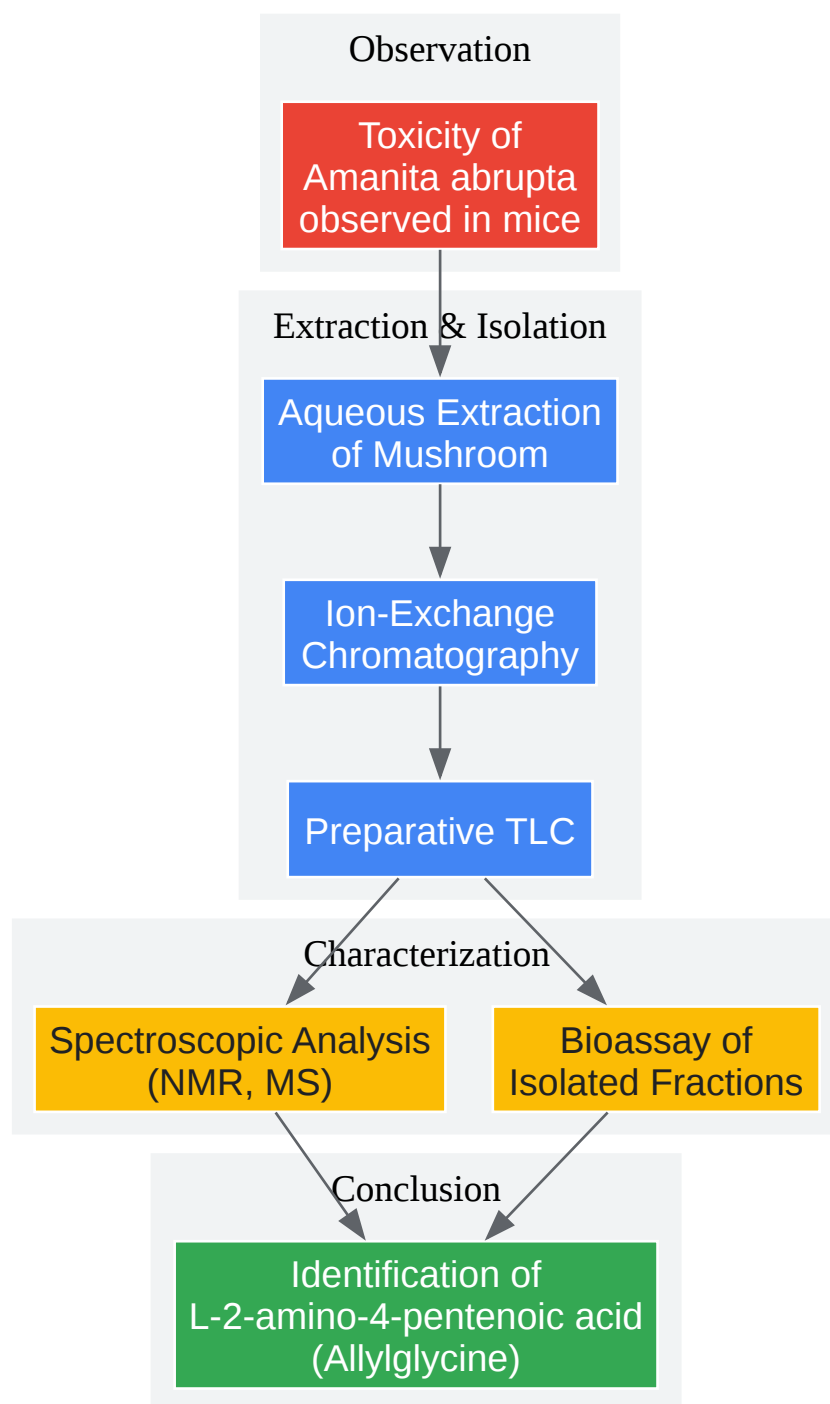 Observation
Toxicity of
Amanita abrupta
observed in mice
Extraction & Isolation
Aqueous Extraction
of Mushroom
Ion-Exchange
Chromatography
Preparative TLC
Characterization
Spectroscopic Analysis
(NMR, MS)
Bioassay of
Isolated Fractions
Conclusion
Identification of
L-2-amino-4-pentenoic acid
(Allylglycine)